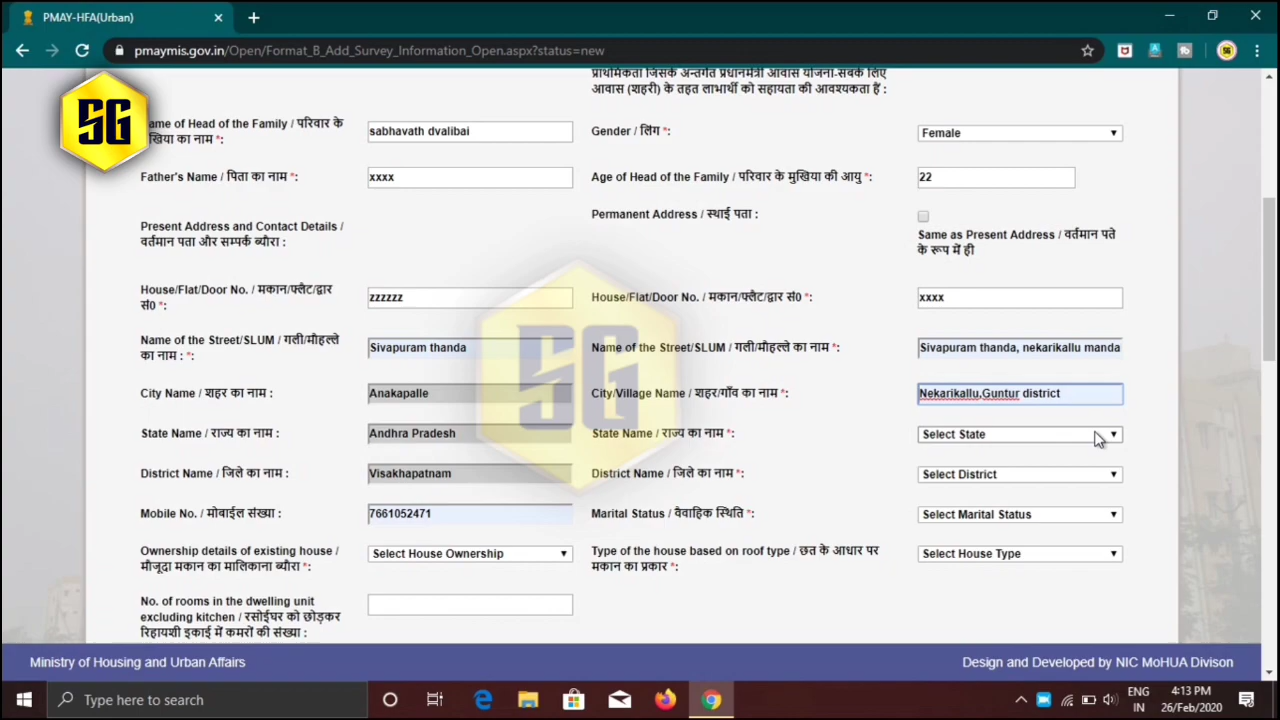 PMAY-HFA(Urban)
pmaymis.gov.in/Open/Format_B_Add_Survey_Information_Open.aspx?status=new
SG
प्राथमिकता जिसके अन्तर्गत प्रधानमंत्री आवास योजना-सबके लिए
आवास (शहरी) के तहत लाभार्थी को सहायता की आवश्यकता हैं :
Name of Head of the Family / परिवार के
मुखिया का नाम *:
sabhavath dvalibai
Gender / लिंग *:
Female
Father's Name / पिता का नाम *:
xxxx
Age of Head of the Family / परिवार के मुखिया की आयु *:
22
Present Address and Contact Details /
वर्तमान पता और सम्पर्क ब्यौरा :
Permanent Address / स्थाई पता :
Same as Present Address / वर्तमान पते
के रूप में ही
House/Flat/Door No. / मकान/फ्लैट/द्वार
सं0 *:
zzzzzz
House/Flat/Door No. / मकान/फ्लैट/द्वार सं0 *:
xxxx
Name of the Street/SLUM / गली/मौहल्ले
का नाम : *:
Sivapuram thanda
Name of the Street/SLUM / गली/मौहल्ले का नाम *:
Sivapuram thanda, nekarikallu manda
City Name / शहर का नाम :
Anakapalle
City/Village Name / शहर/गाँव का नाम *:
Nekarikallu,Guntur district
State Name / राज्य का नाम :
Andhra Pradesh
State Name / राज्य का नाम *:
Select State
District Name / जिले का नाम :
Visakhapatnam
District Name / जिले का नाम *:
Select District
Mobile No. / मोबाईल संख्या :
7661052471
Marital Status / वैवाहिक स्थिति *:
Select Marital Status
Ownership details of existing house /
मौजूदा मकान का मालिकाना ब्यौरा *:
Select House Ownership
Type of the house based on roof type / छत के आधार पर
मकान का प्रकार *:
Select House Type
No. of rooms in the dwelling unit
excluding kitchen / रसोईघर को छोड़कर
रिहायशी इकाई में कमरों की संख्या :
SG
Ministry of Housing and Urban Affairs
Design and Developed by NIC MoHUA Divison
Type here to search
ENG
IN
4:13 PM
26/Feb/2020